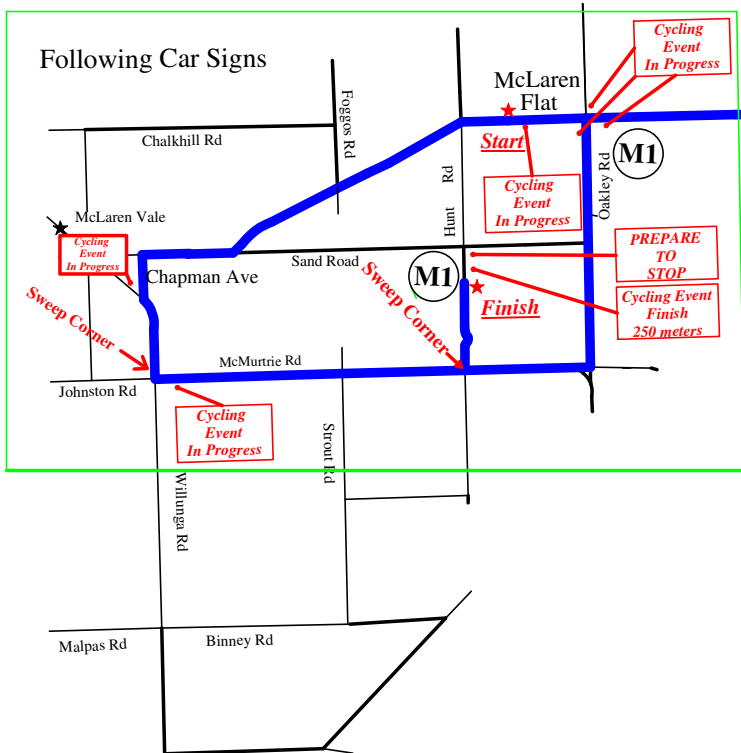 Following Car Signs
Cycling
Event
In Progress
McLaren
Flat
Foggos Rd
Chalkhill Rd
Start
M1
Hunt Rd
Oakley Rd
Cycling
Event
In Progress
McLaren Vale
Cycling
Event
In Progress
Chapman Ave
Sand Road
M1
PREPARE
TO
STOP
Sweep Corner
Sweep Corner
Finish
Cycling Event
Finish
250 meters
McMurtrie Rd
Johnston Rd
Cycling
Event
In Progress
Strout Rd
Willunga Rd
Malpas Rd
Binney Rd